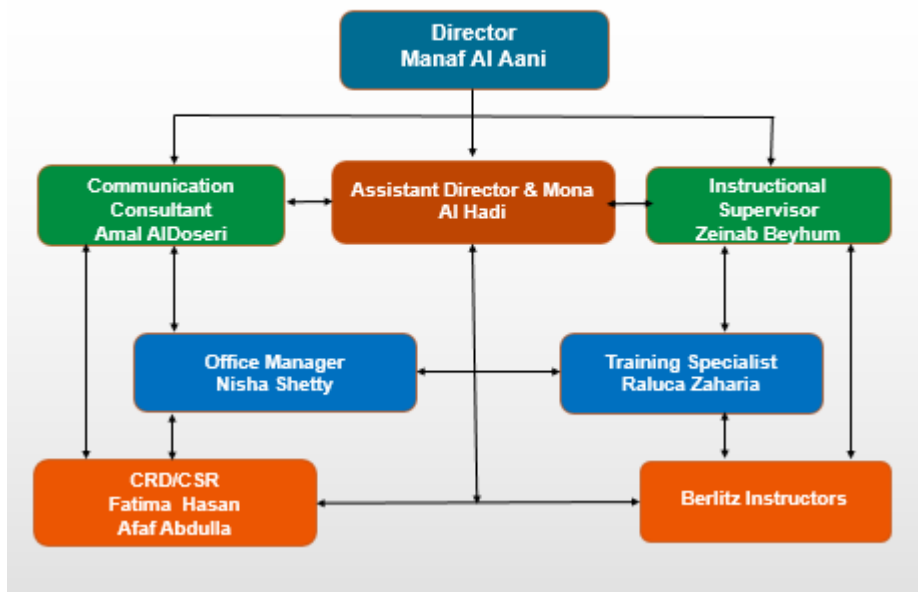 Director
Manaf Al Aani
Communication
Consultant
Amal AlDoseri
Assistant Director & Mona
Al Hadi
Instructional
Supervisor
Zeinab Beyhum
Office Manager
Nisha Shetty
Training Specialist
Raluca Zaharia
CRD/CSR
Fatima Hasan
Afaf Abdulla
Berlitz Instructors